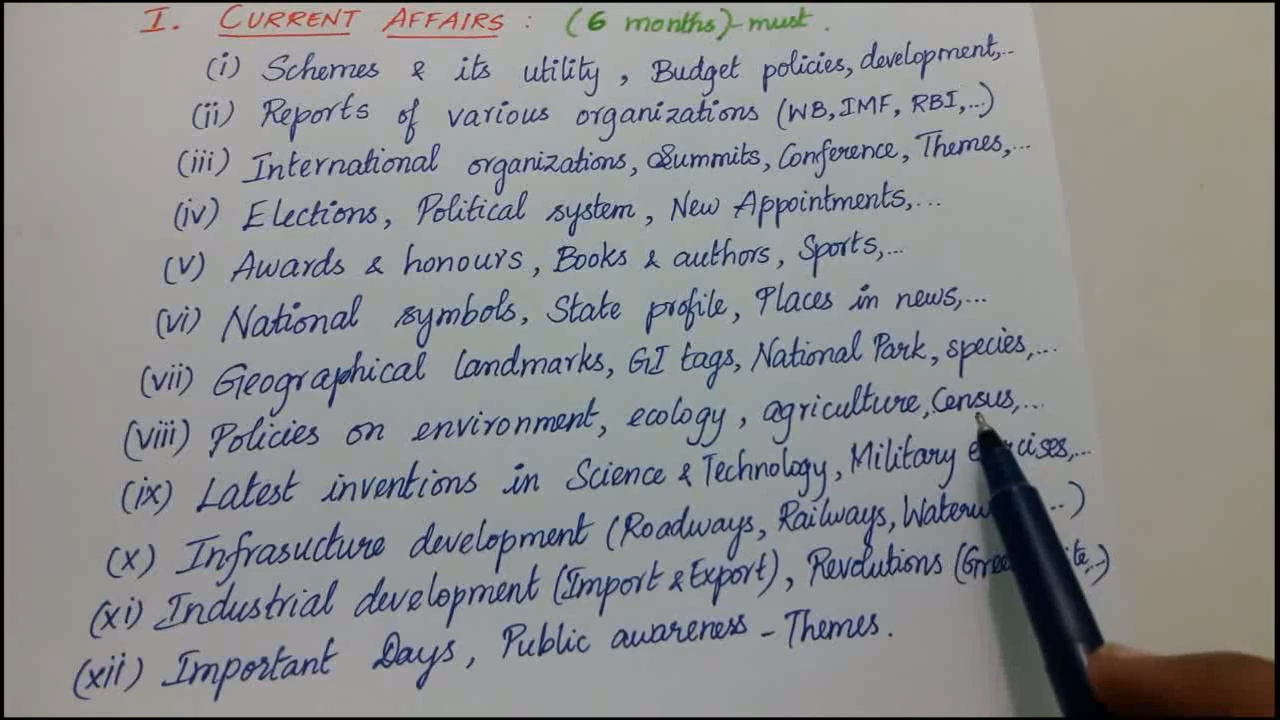 I. CURRENT AFFAIRS : (6 months)-must.
(i) Schemes & its utility, Budget policies, development,..
(ii) Reports of various organizations (WB, IMF, RBI,...)
(iii) International organizations, Summits, Conference, Themes,...
(iv) Elections, Political system, New Appointments,...
(v) Awards & honours, Books & authors, Sports,...
(vi) National symbols, State profile, Places in news,...
(vii) Geographical landmarks, GI tags, National Park, species,...
(viii) Policies on environment, ecology, agriculture, Census,...
(ix) Latest inventions in Science & Technology, Military,...
(x) Infrasucture development (Roadways, Railways, ..)
(xi) Industrial development (Import & Export), Revolutions (
(xii) Important Days, Public awareness - Themes.